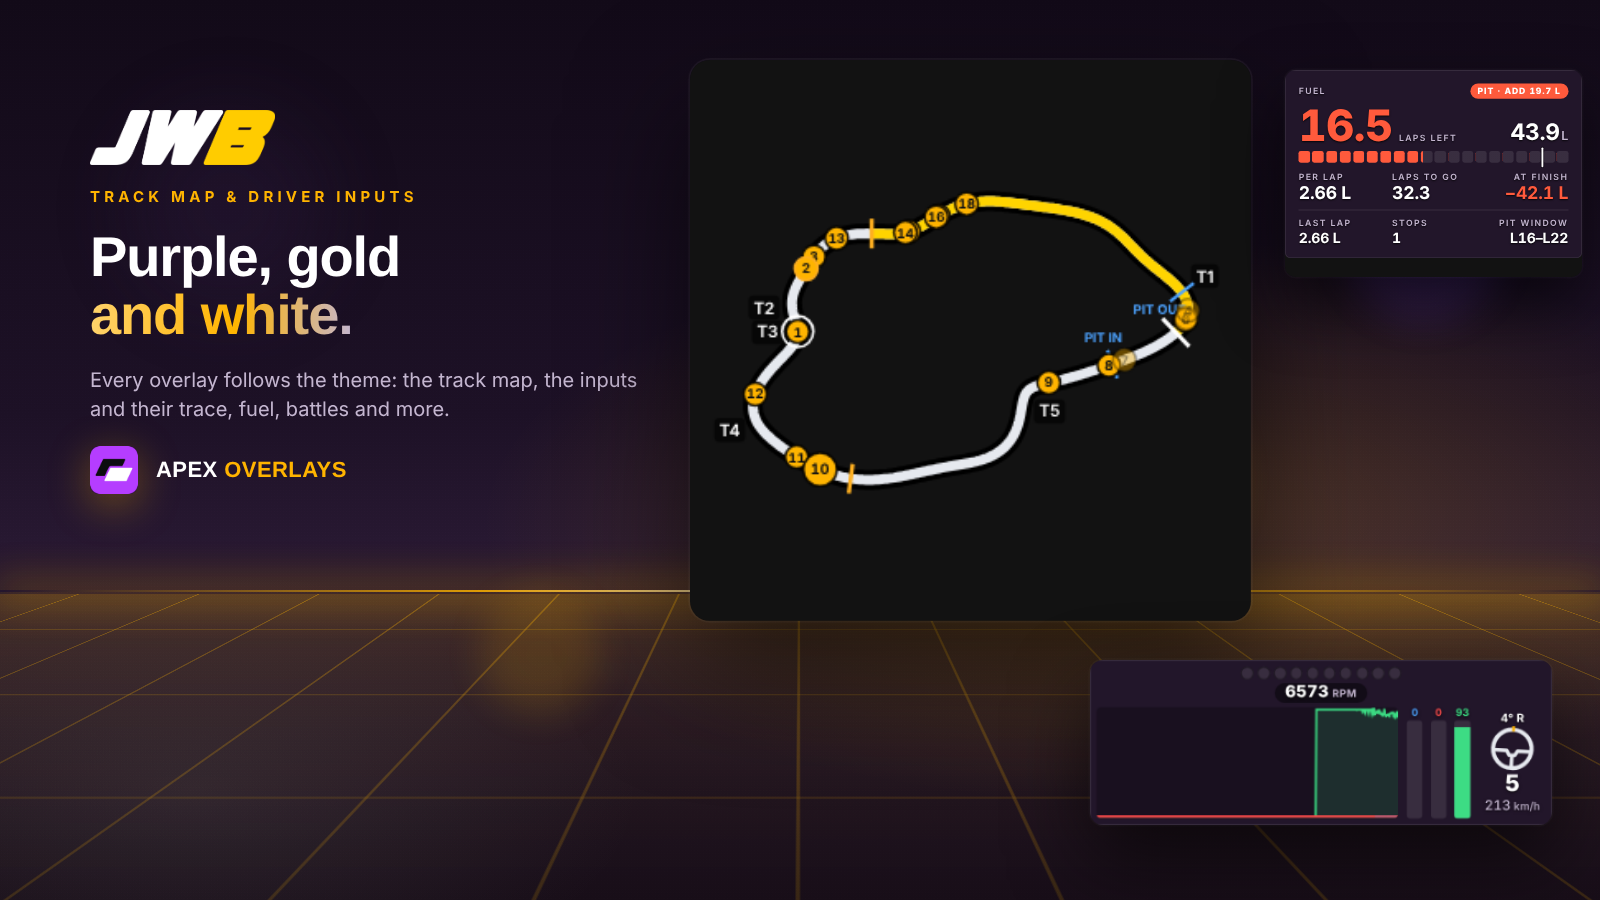 JWB
TRACK MAP & DRIVER INPUTS
Purple, gold
and white.
Every overlay follows the theme: the track map, the inputs
and their trace, fuel, battles and more.
APEX OVERLAYS
18
16
14
13
2
T1
T2
PIT OU
T3
1
PIT IN
8
9
12
T5
T4
11
10
FUEL
PIT · ADD 19.7 L
16.5 LAPS LEFT
43.9 L
PER LAP
LAPS TO GO
AT FINISH
2.66 L
32.3
−42.1 L
LAST LAP
STOPS
PIT WINDOW
2.66 L
1
L16–L22
6573 RPM
0 0 93
4° R
5
213 km/h